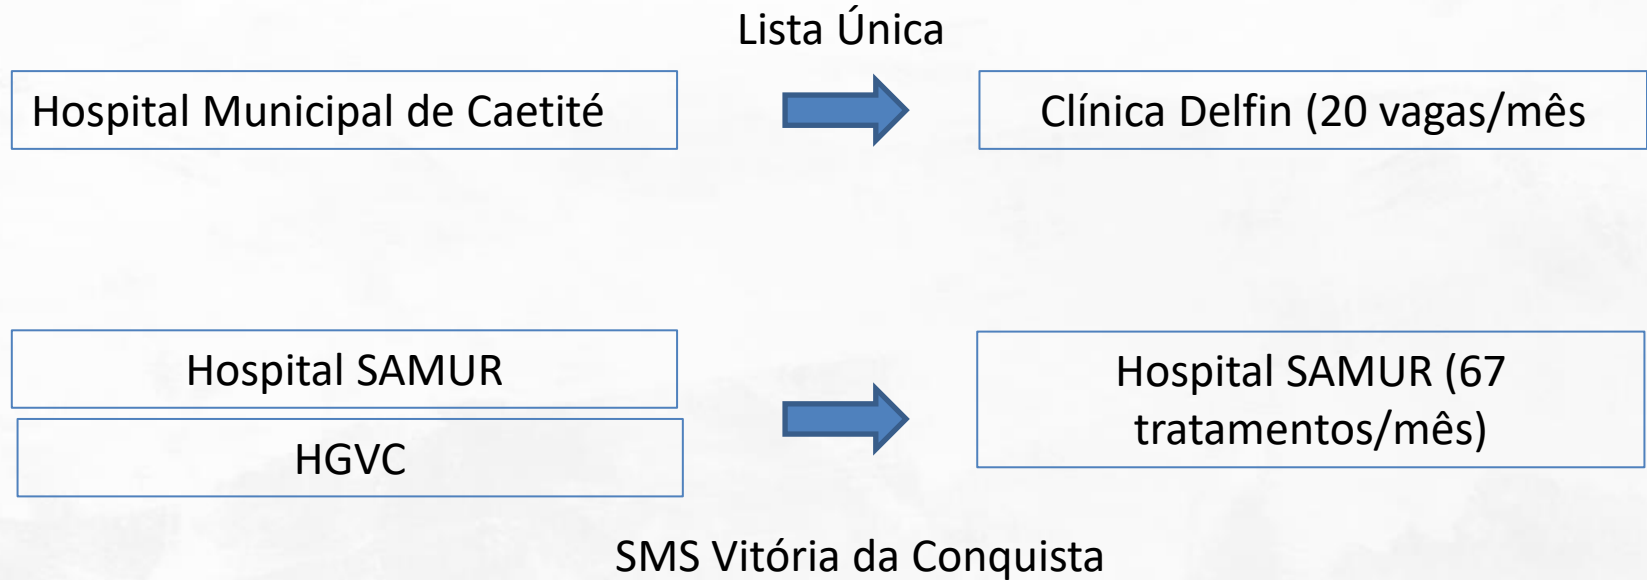 Lista Única
Hospital Municipal de Caetité
Clínica Delfin (20 vagas/mês
Hospital SAMUR
HGVC
Hospital SAMUR (67
tratamentos/mês)
SMS Vitória da Conquista